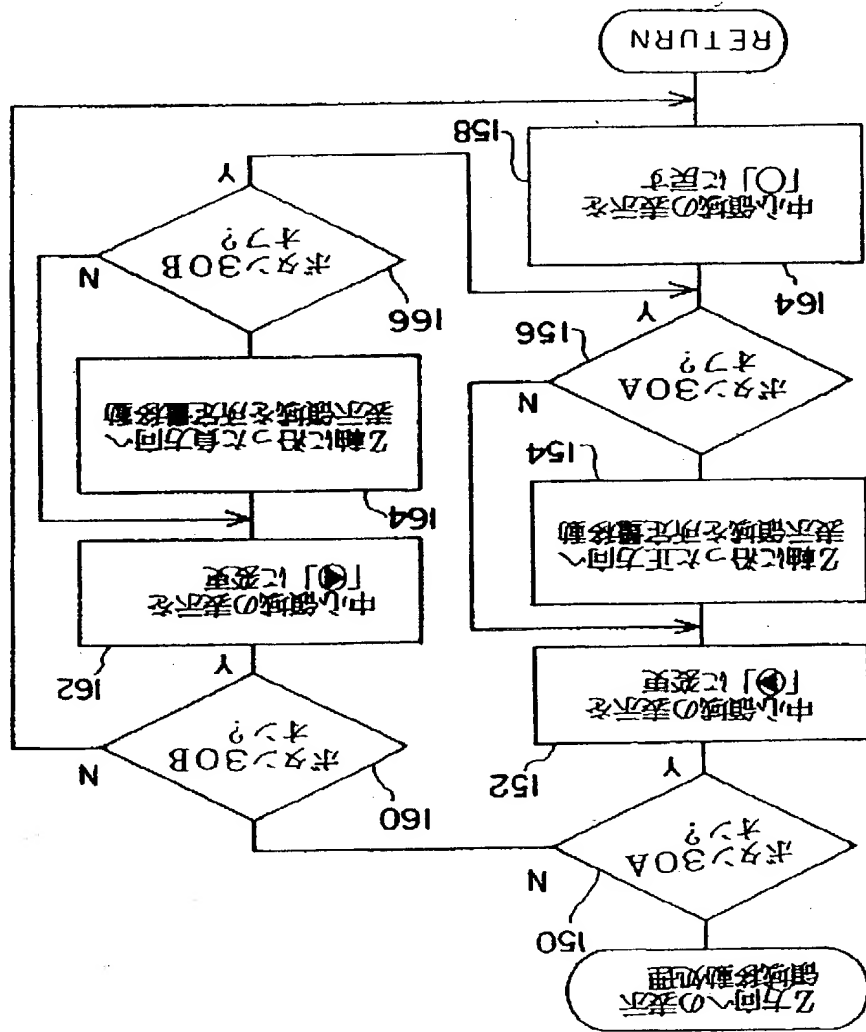 Z方向への表示
領域移動処理
150
ボタン30A
オン?
N
Y
152
中心領域の表示を
「」に変更
Z軸に沿った正方向へ
表示領域を所定量移動
154
ボタン30A
オフ?
N
156
Y
164
中心領域の表示を
「○」に戻す
158
RETURN
160
ボタン30B
オン?
N
Y
162
中心領域の表示を
「」に変更
164
Z軸に沿った負方向へ
表示領域を所定量移動
166
ボタン30B
オフ?
N
Y